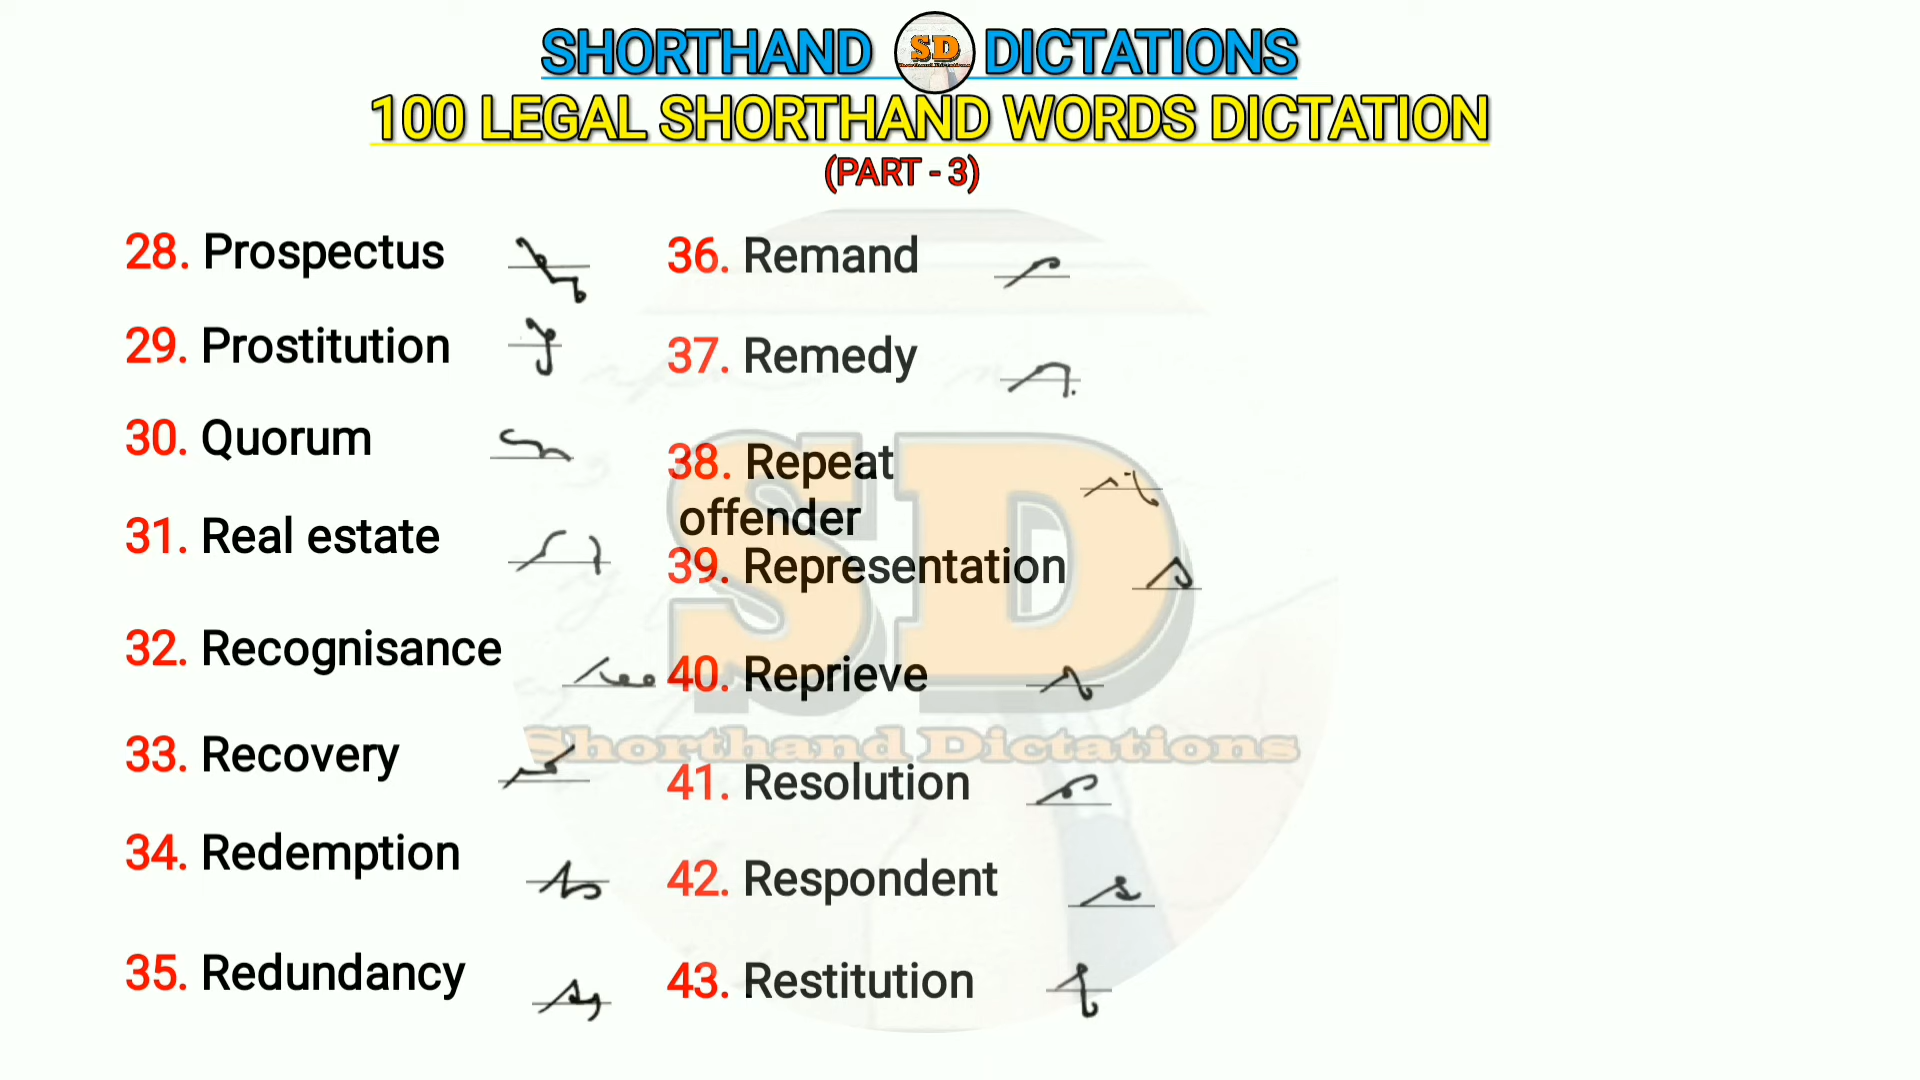 SHORTHAND SD DICTATIONS
100 LEGAL SHORTHAND WORDS DICTATION
(PART - 3)
28. Prospectus
29. Prostitution
30. Quorum
31. Real estate
32. Recognisance
33. Recovery
34. Redemption
35. Redundancy
36. Remand
37. Remedy
38. Repeat
offender
39. Representation
40. Reprieve
41. Resolution
42. Respondent
43. Restitution
SD
Shorthand Dictations